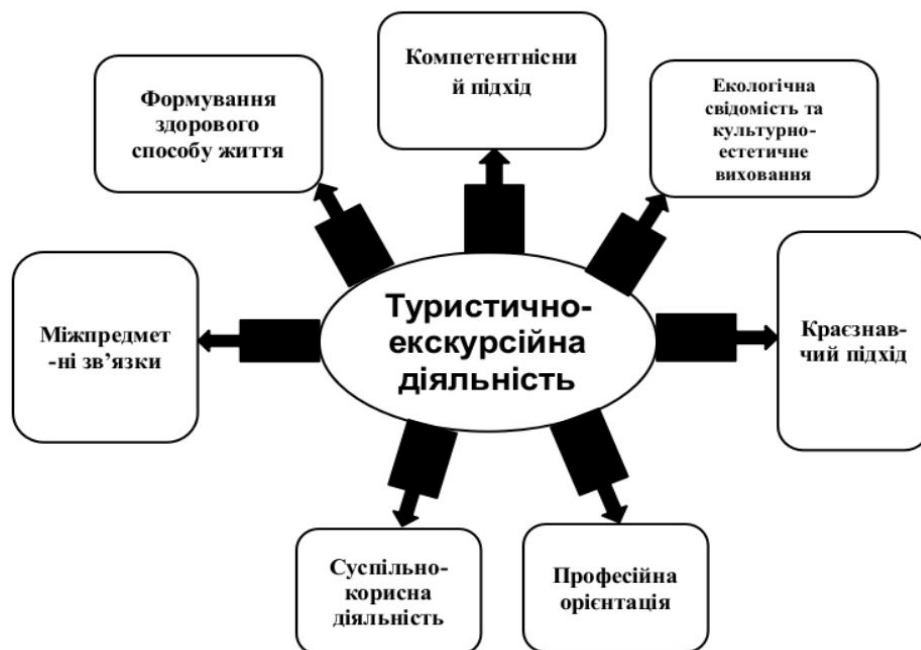 Компетентнісни
й підхід
Формування
здорового
способу життя
Екологічна
свідомість та
культурно-
естетичне
виховання
Туристично-
екскурсійна
діяльність
Міжпредмет
-ні зв’язки
Краєзнав-
чий підхід
Суспільно-
корисна
діяльність
Професійна
орієнтація